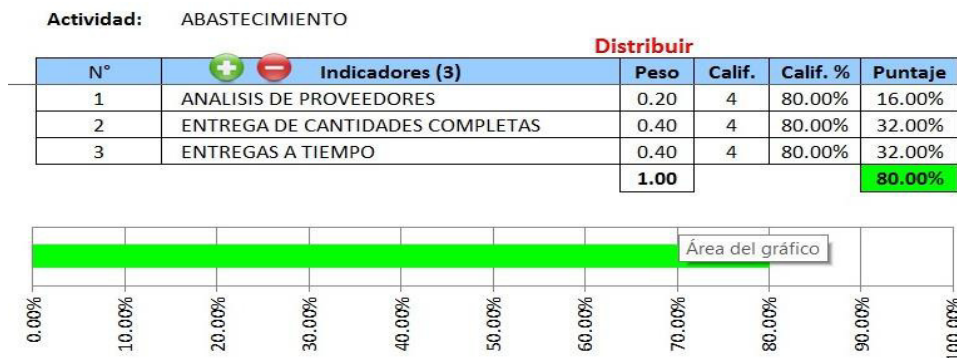 Actividad: ABASTECIMIENTO
Distribuir
N° Indicadores (3) Peso Calif. Calif. % Puntaje
1 ANALISIS DE PROVEEDORES 0.20 4 80.00% 16.00%
2 ENTREGA DE CANTIDADES COMPLETAS 0.40 4 80.00% 32.00%
3 ENTREGAS A TIEMPO 0.40 4 80.00% 32.00%
1.00 80.00%
Área del gráfico
0.00% 10.00% 20.00% 30.00% 40.00% 50.00% 60.00% 70.00% 80.00% 90.00% 100.00%